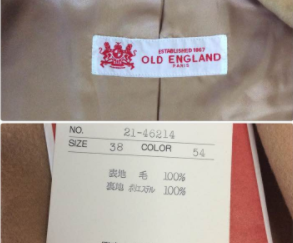 ESTABLISHED 1867
OLD ENGLAND
PARIS
NO. 21-46214
SIZE 38 COLOR 54
表地 毛 100%
裏地 ポリエステル 100%